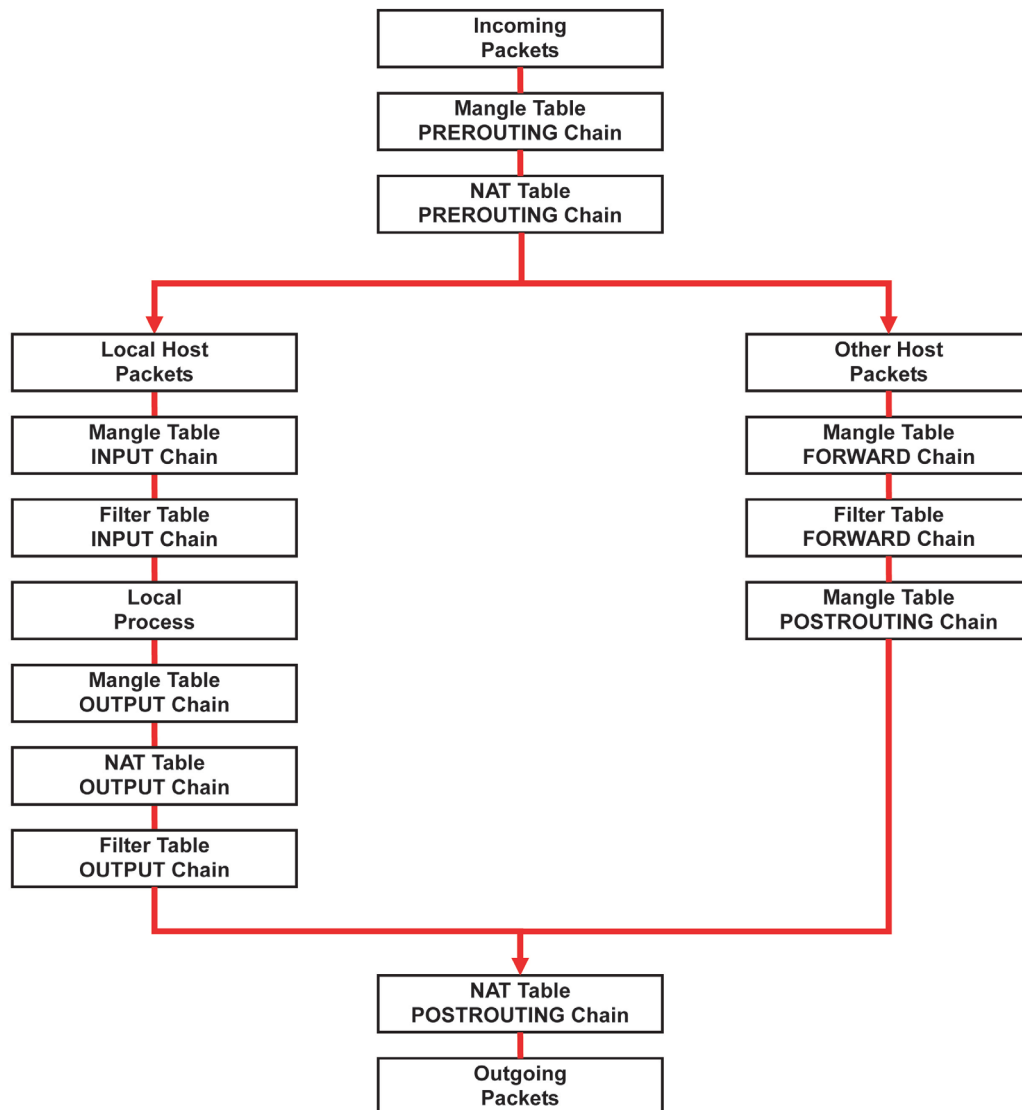 Incoming
Packets
Mangle Table
PREROUTING Chain
NAT Table
PREROUTING Chain
Local Host
Packets
Mangle Table
INPUT Chain
Filter Table
INPUT Chain
Local
Process
Mangle Table
OUTPUT Chain
NAT Table
OUTPUT Chain
Filter Table
OUTPUT Chain
Other Host
Packets
Mangle Table
FORWARD Chain
Filter Table
FORWARD Chain
Mangle Table
POSTROUTING Chain
NAT Table
POSTROUTING Chain
Outgoing
Packets